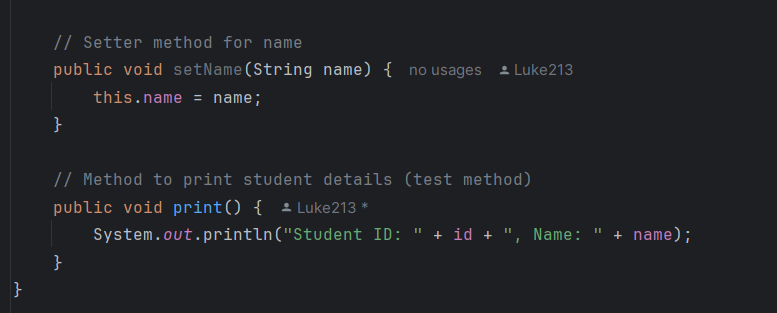 // Setter method for name
public void setName(String name) { no usages Luke213
this.name = name;
}
// Method to print student details (test method)
public void print() { Luke213 *
System.out.println("Student ID: " + id + ", Name: " + name);
}
}